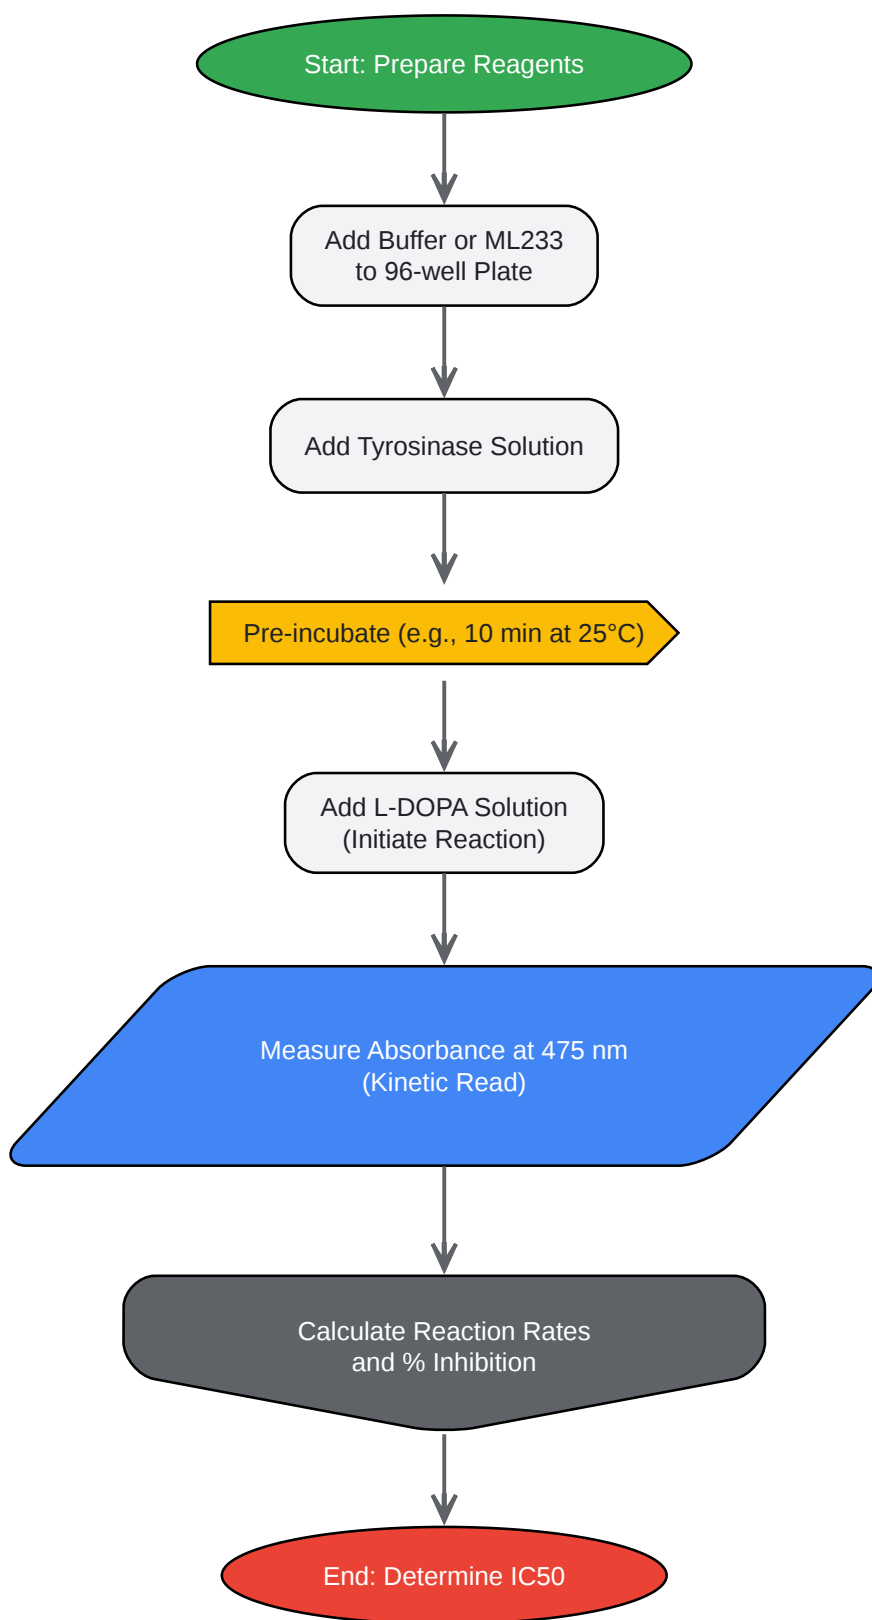 Start: Prepare Reagents
Add Buffer or ML233
to 96-well Plate
Add Tyrosinase Solution
Pre-incubate (e.g., 10 min at 25°C)
Add L-DOPA Solution
(Initiate Reaction)
Measure Absorbance at 475 nm
(Kinetic Read)
Calculate Reaction Rates
and % Inhibition
End: Determine IC50